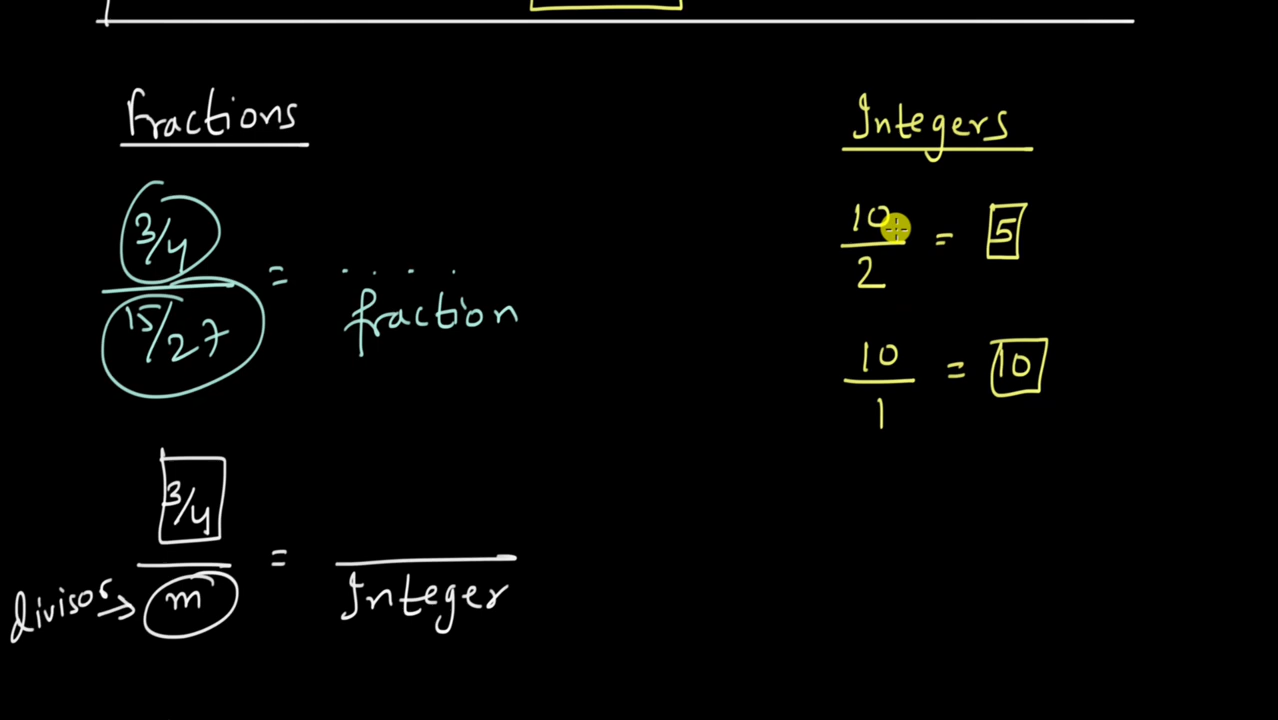 Fractions
3/4
15/27
= ....
fraction
3/4
divisor → m
=
Integer
Integers
10
2
= 5
10
1
= 10